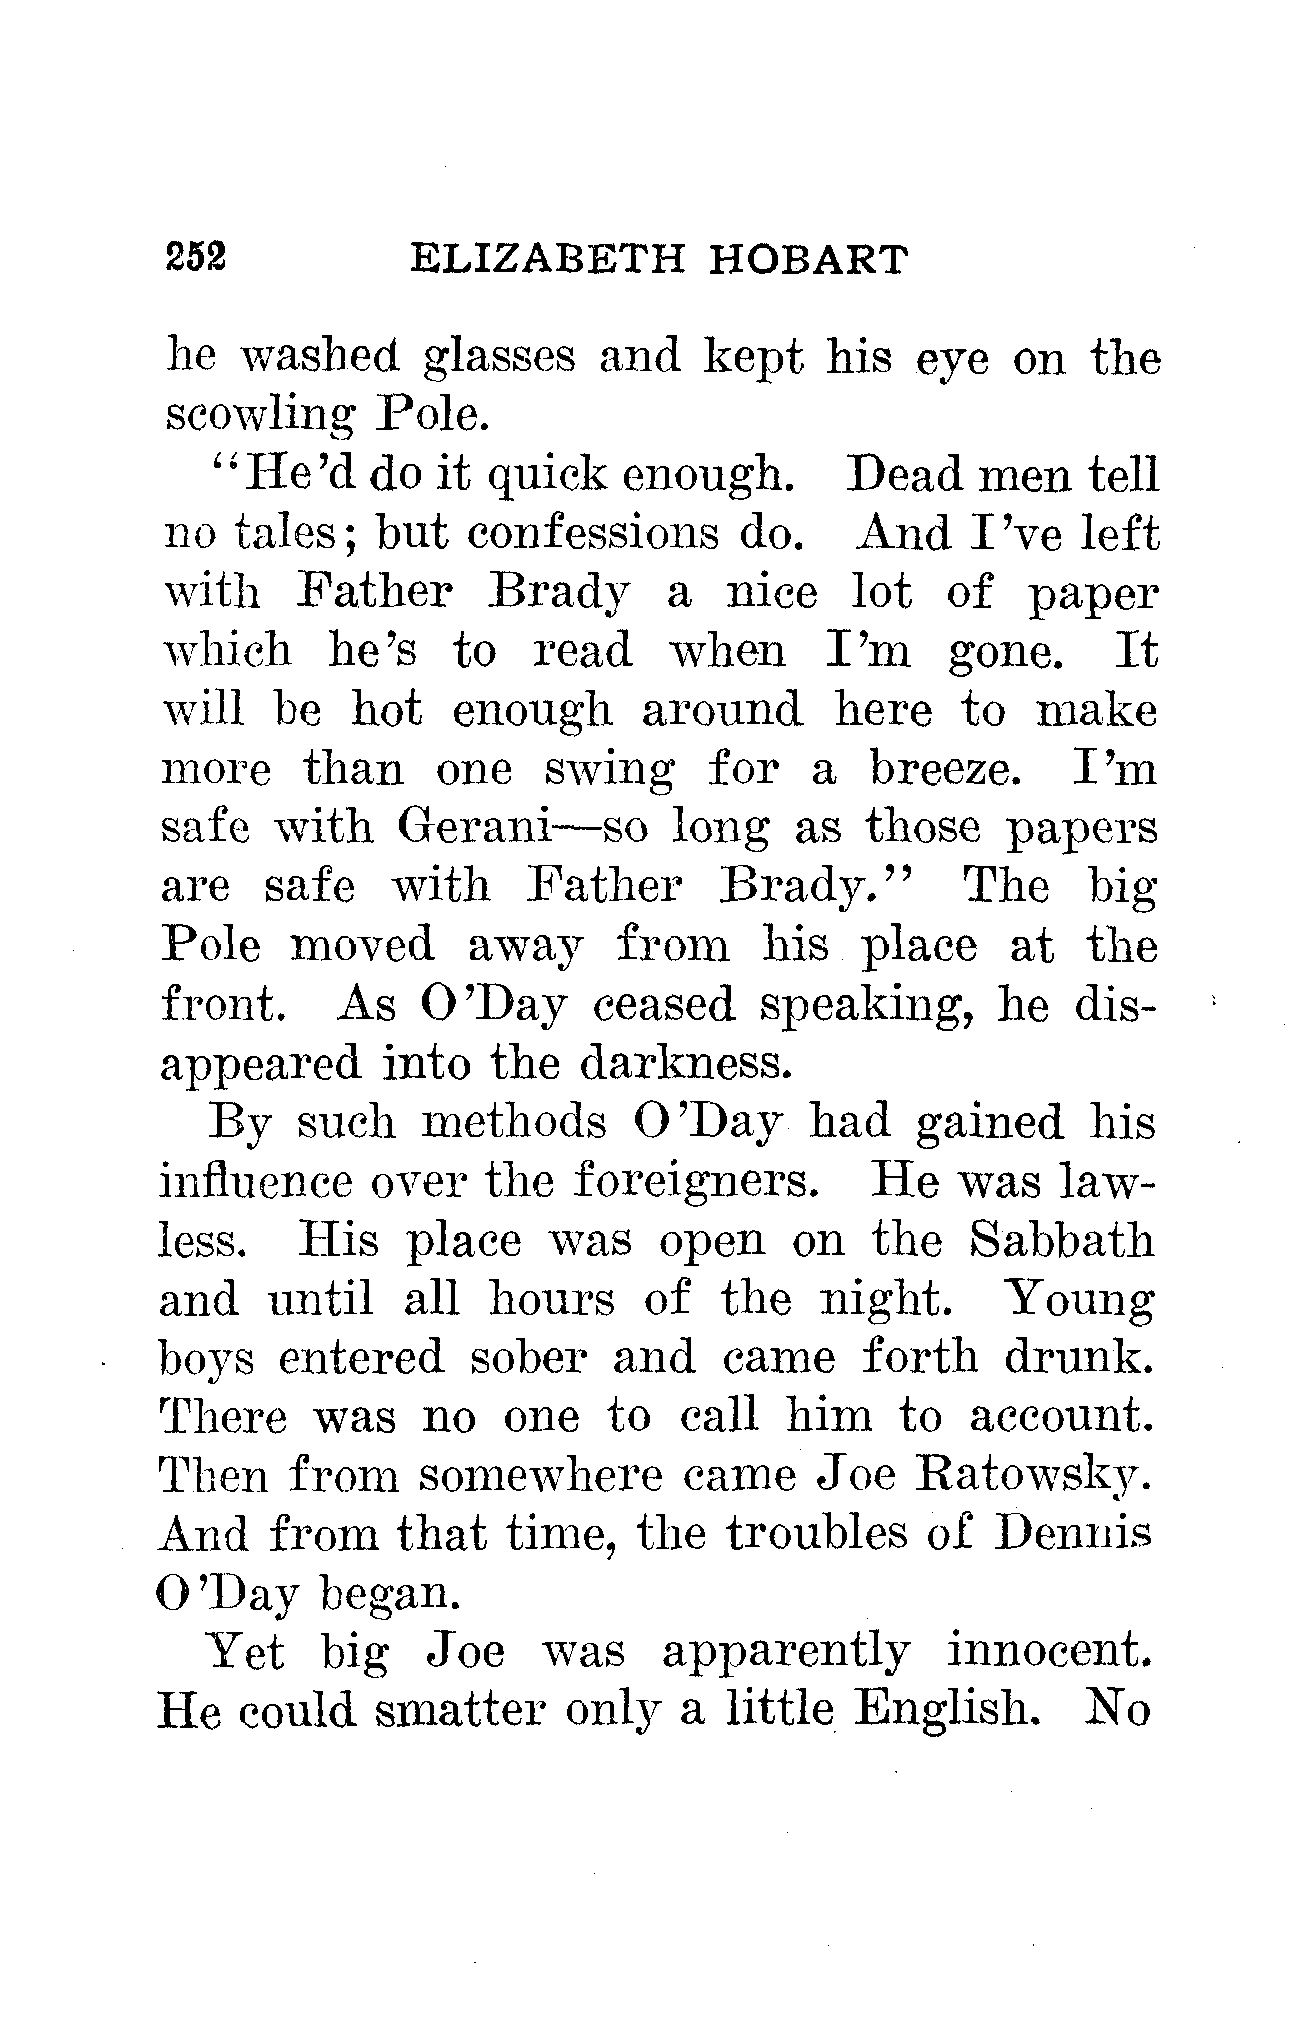 252 ELIZABETH HOBART
he washed glasses and kept his eye on the
scowling Pole.
“He’d do it quick enough. Dead men tell
no tales; but confessions do. And I’ve left
with Father Brady a nice lot of paper
which he’s to read when I’m gone. It
will be hot enough around here to make
more than one swing for a breeze. I’m
safe with Gerani—so long as those papers
are safe with Father Brady.” The big
Pole moved away from his place at the
front. As O’Day ceased speaking, he dis-
appeared into the darkness.
By such methods O’Day had gained his
influence over the foreigners. He was law-
less. His place was open on the Sabbath
and until all hours of the night. Young
boys entered sober and came forth drunk.
There was no one to call him to account.
Then from somewhere came Joe Ratowsky.
And from that time, the troubles of Dennis
O’Day began.
Yet big Joe was apparently innocent.
He could smatter only a little English. No